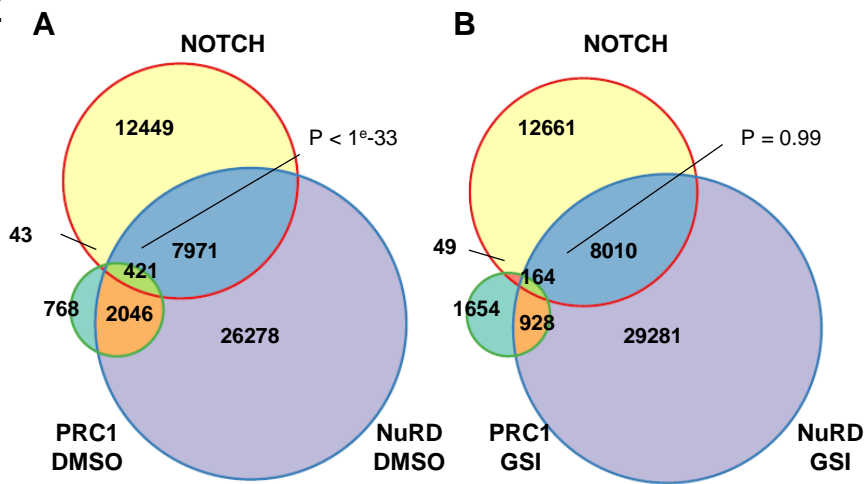 A
B
NOTCH
NOTCH
12449
12661
P < 1e-33
P = 0.99
43
49
7971
8010
421
164
768
2046
1654
928
26278
29281
PRC1
DMSO
NuRD
DMSO
PRC1
GSI
NuRD
GSI